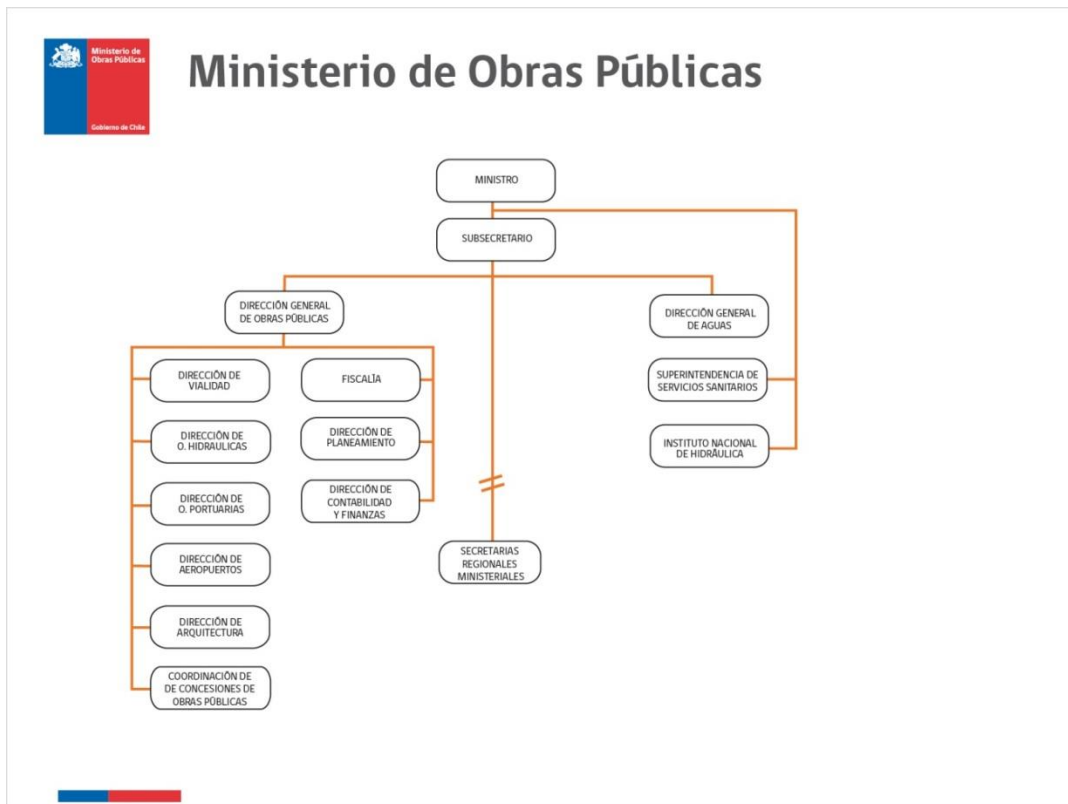 Ministerio de
Obras Públicas
Gobierno de Chile
Ministerio de Obras Públicas
MINISTRO
SUBSECRETARIO
DIRECCIÓN GENERAL
DE OBRAS PÚBLICAS
DIRECCIÓN GENERAL
DE AGUAS
DIRECCIÓN DE
VIALIDAD
FISCALÍA
SUPERINTENDENCIA DE
SERVICIOS SANITARIOS
DIRECCIÓN DE
O. HIDRAULICAS
DIRECCIÓN DE
PLANEAMIENTO
INSTITUTO NACIONAL
DE HIDRÁULICA
DIRECCIÓN DE
O. PORTUARIAS
DIRECCIÓN DE
CONTABILIDAD
Y FINANZAS
DIRECCIÓN DE
AEROPUERTOS
SECRETARIAS
REGIONALES
MINISTERIALES
DIRECCIÓN DE
ARQUITECTURA
COORDINACIÓN DE
DE CONCESIONES DE
OBRAS PÚBLICAS